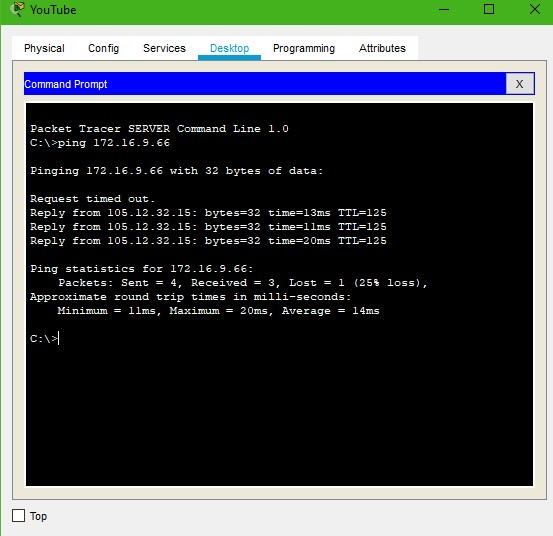 YouTube
Physical Config Services Desktop Programming Attributes
Command Prompt X
Packet Tracer SERVER Command Line 1.0
C:\>ping 172.16.9.66
Pinging 172.16.9.66 with 32 bytes of data:
Request timed out.
Reply from 105.12.32.15: bytes=32 time=13ms TTL=125
Reply from 105.12.32.15: bytes=32 time=11ms TTL=125
Reply from 105.12.32.15: bytes=32 time=20ms TTL=125
Ping statistics for 172.16.9.66:
Packets: Sent = 4, Received = 3, Lost = 1 (25% loss),
Approximate round trip times in milli-seconds:
Minimum = 11ms, Maximum = 20ms, Average = 14ms
C:\>
Top